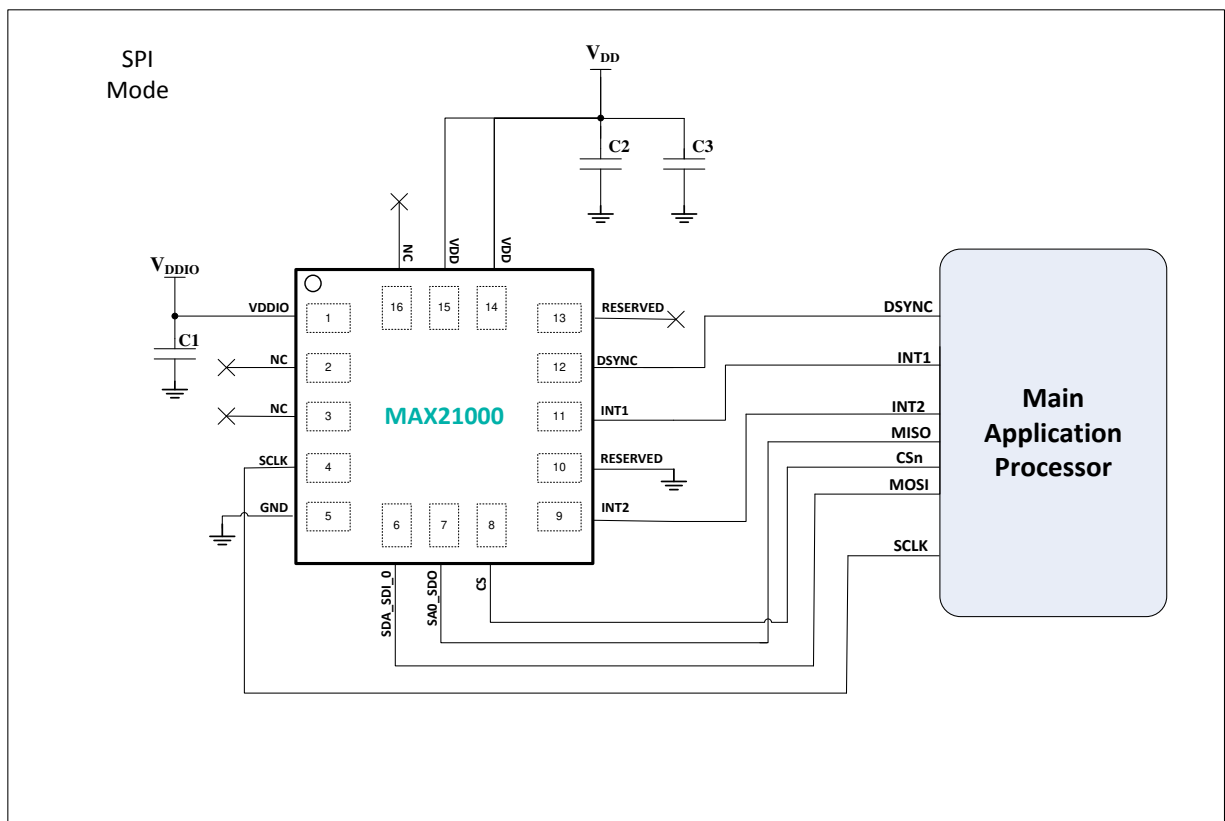 SPI
Mode
VDD
C2
C3
NC
VDD
VDD
VDDIO
C1
VDDIO
NC
NC
SCLK
GND
1
2
3
4
5
16
15
14
13
12
11
10
9
6
7
8
MAX21000
RESERVED
DSYNC
INT1
RESERVED
INT2
SDA_SDI_0
SA0_SDO
CS
DSYNC
INT1
INT2
MISO
CSn
MOSI
SCLK
Main
Application
Processor